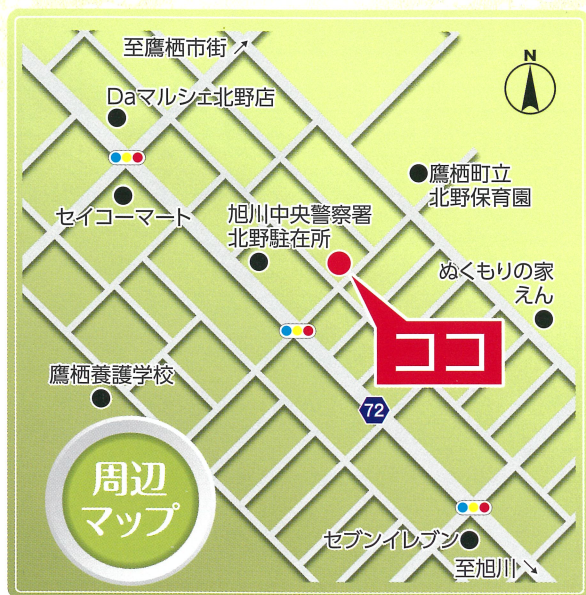 至鷹栖市街↗
N
Daマルシェ北野店
鷹栖町立
北野保育園
セイコーマート
旭川中央警察署
北野駐在所
ぬくもりの家
えん
ココ
鷹栖養護学校
72
周辺
マップ
セブンイレブン
至旭川↘